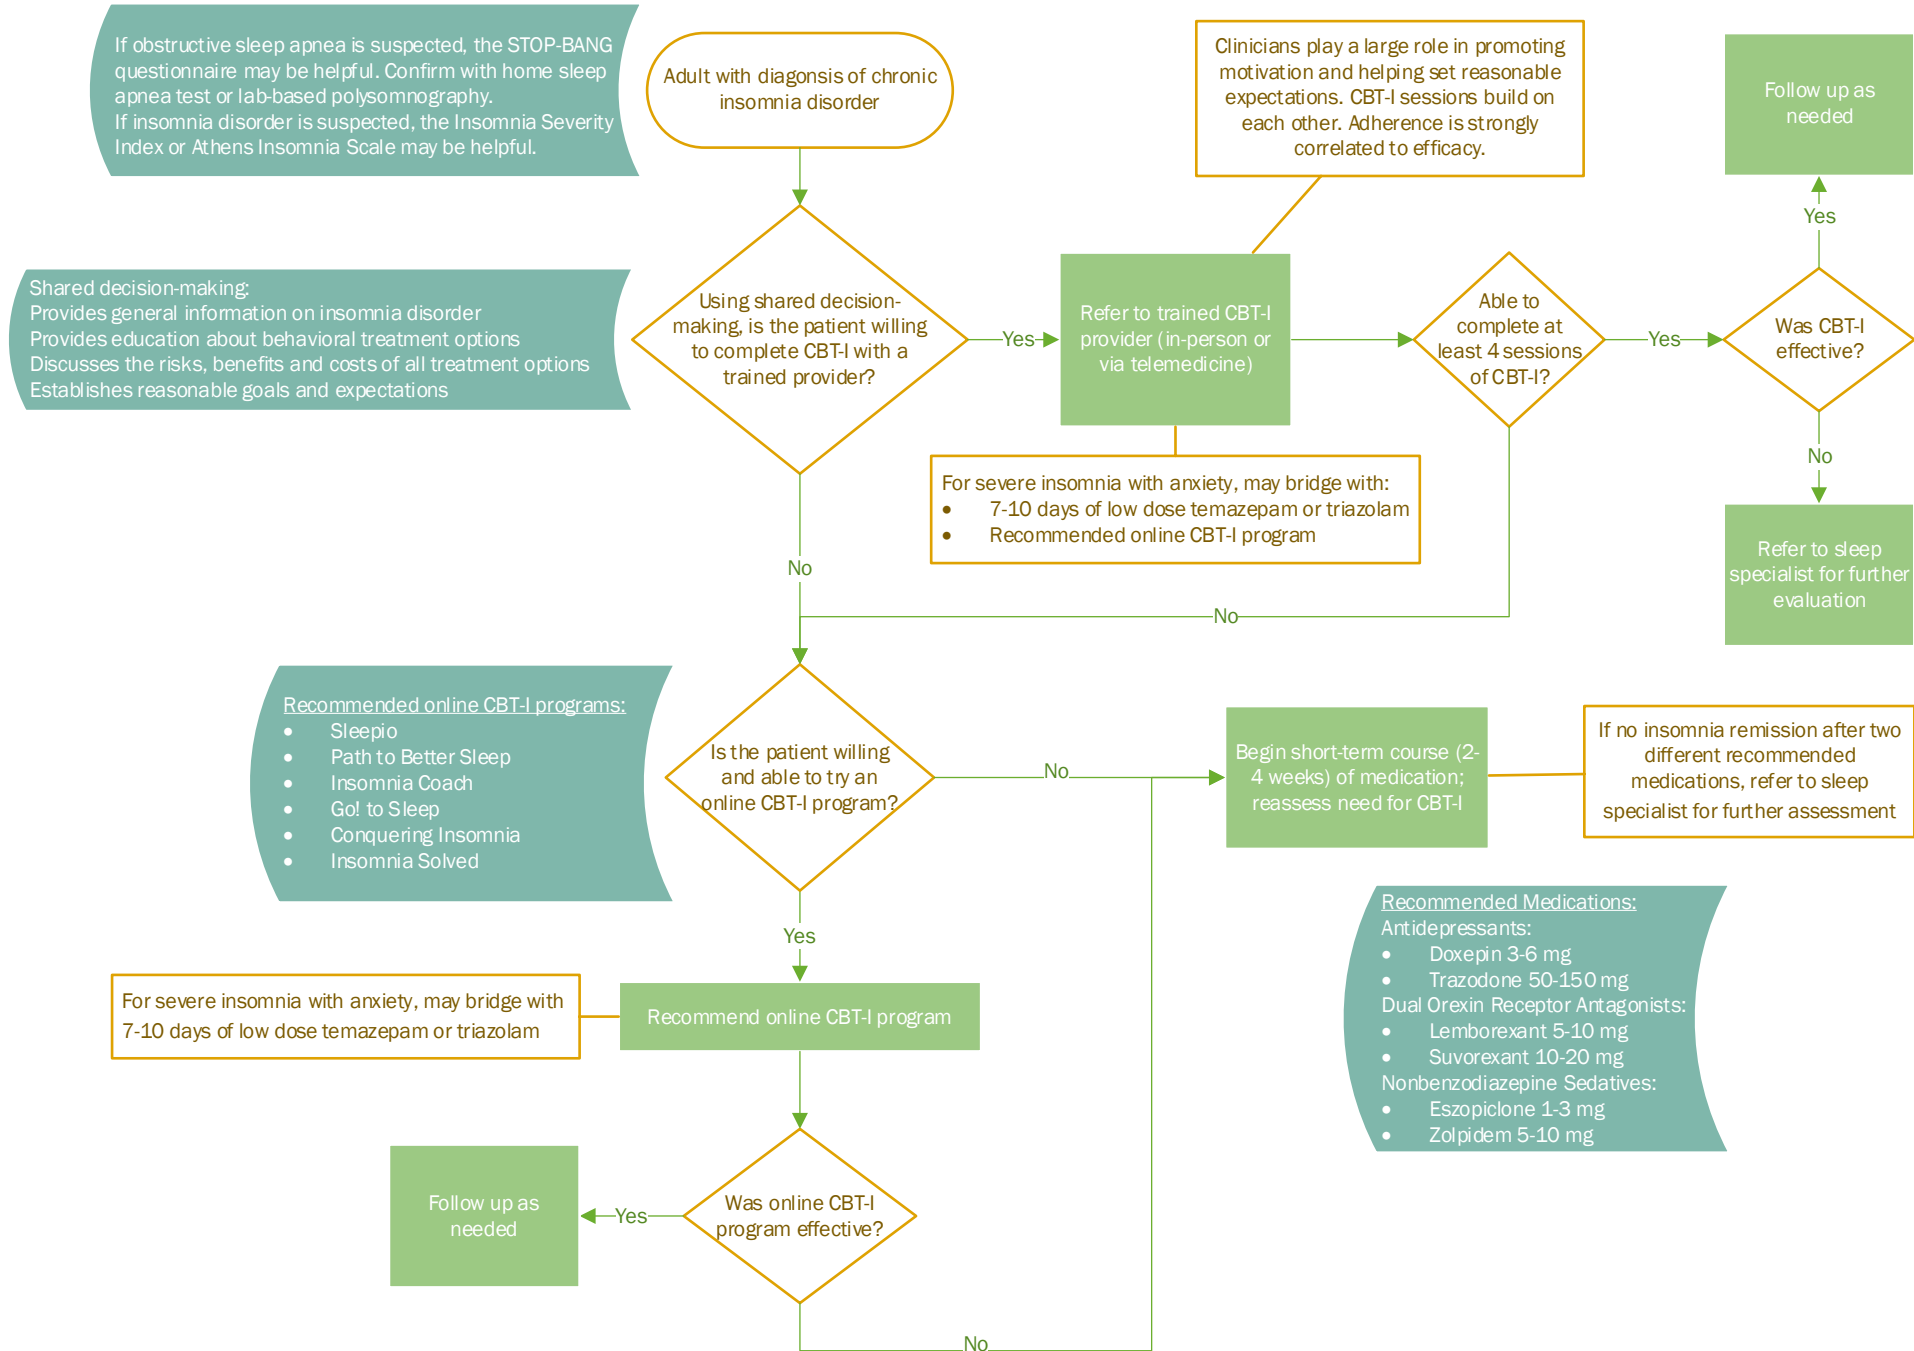 If obstructive sleep apnea is suspected, the STOP-BANG
questionnaire may be helpful. Confirm with home sleep
apnea test or lab-based polysomnography.
If insomnia disorder is suspected, the Insomnia Severity
Index or Athens Insomnia Scale may be helpful.
Adult with diagonsis of chronic
insomnia disorder
Clinicians play a large role in promoting
motivation and helping set reasonable
expectations. CBT-I sessions build on
each other. Adherence is strongly
correlated to efficacy.
Follow up as
needed
Yes
Shared decision-making:
Provides general information on insomnia disorder
Provides education about behavioral treatment options
Discusses the risks, benefits and costs of all treatment options
Establishes reasonable goals and expectations
Using shared decision-
making, is the patient willing
to complete CBT-I with a
trained provider?
Yes
Refer to trained CBT-I
provider (in-person or
via telemedicine)
Able to
complete at
least 4 sessions
of CBT-I?
Yes
Was CBT-I
effective?
No
For severe insomnia with anxiety, may bridge with:
• 7-10 days of low dose temazepam or triazolam
• Recommended online CBT-I program
Refer to sleep
specialist for further
evaluation
No
No
Recommended online CBT-I programs:
• Sleepio
• Path to Better Sleep
• Insomnia Coach
• Go! to Sleep
• Conquering Insomnia
• Insomnia Solved
Is the patient willing
and able to try an
online CBT-I program?
No
Begin short-term course (2-
4 weeks) of medication;
reassess need for CBT-I
If no insomnia remission after two
different recommended
medications, refer to sleep
specialist for further assessment
Yes
Recommended Medications:
Antidepressants:
• Doxepin 3-6 mg
• Trazodone 50-150 mg
Dual Orexin Receptor Antagonists:
• Lemborexant 5-10 mg
• Suvorexant 10-20 mg
Nonbenzodiazepine Sedatives:
• Eszopiclone 1-3 mg
• Zolpidem 5-10 mg
For severe insomnia with anxiety, may bridge with
7-10 days of low dose temazepam or triazolam
Recommend online CBT-I program
Follow up as
needed
Yes
Was online CBT-I
program effective?
No